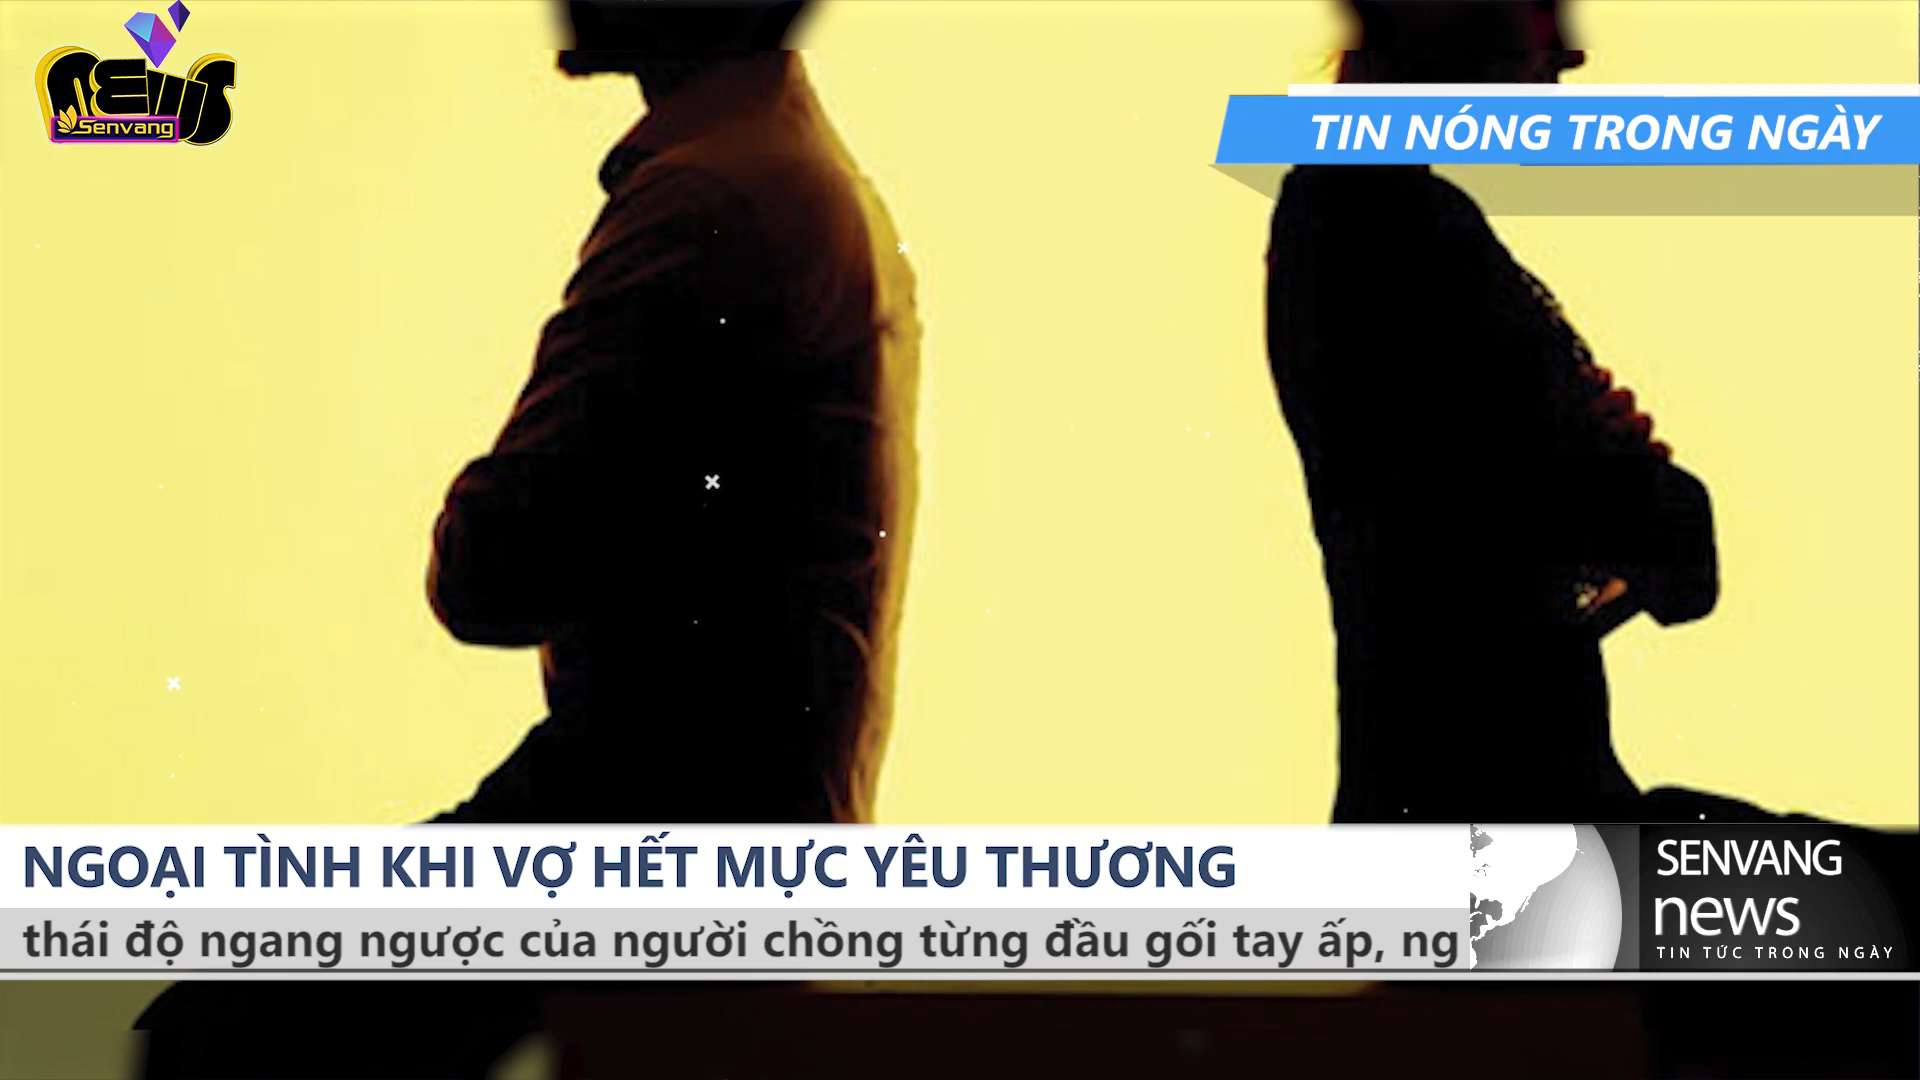 NEWS
Senvang
TIN NÓNG TRONG NGÀY
NGOẠI TÌNH KHI VỢ HẾT MỰC YÊU THƯƠNG
thái độ ngang ngược của người chồng từng đầu gối tay ấp, ng
SENVANG
news
TIN TỨC TRONG NGÀY